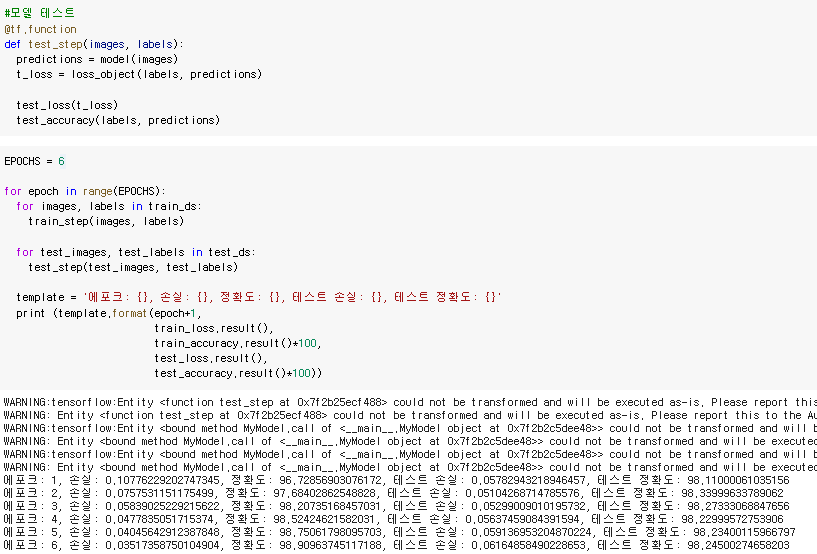 #모델 테스트
@tf.function
def test_step(images, labels):
predictions = model(images)
t_loss = loss_object(labels, predictions)
test_loss(t_loss)
test_accuracy(labels, predictions)
EPOCHS = 6
for epoch in range(EPOCHS):
for images, labels in train_ds:
train_step(images, labels)
for test_images, test_labels in test_ds:
test_step(test_images, test_labels)
template = '에포크: {}, 손실: {}, 정확도: {}, 테스트 손실: {}, 테스트 정확도: {}'
print (template.format(epoch+1,
train_loss.result(),
train_accuracy.result()*100,
test_loss.result(),
test_accuracy.result()*100))
WARNING:tensorflow:Entity <function test_step at 0x7f2b25ecf488> could not be transformed and will be executed as-is. Please report this
WARNING: Entity <function test_step at 0x7f2b25ecf488> could not be transformed and will be executed as-is. Please report this to the Au
WARNING:tensorflow:Entity <bound method MyModel.call of <__main__.MyModel object at 0x7f2b2c5dee48>> could not be transformed and will b
WARNING: Entity <bound method MyModel.call of <__main__.MyModel object at 0x7f2b2c5dee48>> could not be transformed and will be executed
WARNING:tensorflow:Entity <bound method MyModel.call of <__main__.MyModel object at 0x7f2b2c5dee48>> could not be transformed and will b
WARNING: Entity <bound method MyModel.call of <__main__.MyModel object at 0x7f2b2c5dee48>> could not be transformed and will be executed
에포크: 1, 손실: 0.10776229202747345, 정확도: 96.72856903076172, 테스트 손실: 0.05782943218946457, 테스트 정확도: 98.11000061035156
에포크: 2, 손실: 0.0757531151175499, 정확도: 97.68402862548828, 테스트 손실: 0.05104268714785576, 테스트 정확도: 98.33999633789062
에포크: 3, 손실: 0.05839025229215622, 정확도: 98.20735168457031, 테스트 손실: 0.05299009010195732, 테스트 정확도: 98.27333068847656
에포크: 4, 손실: 0.0477835051715374, 정확도: 98.52424621582031, 테스트 손실: 0.05637459084391594, 테스트 정확도: 98.22999572753906
에포크: 5, 손실: 0.04045642912387848, 정확도: 98.75061798095703, 테스트 손실: 0.059136953204870224, 테스트 정확도: 98.23400115966797
에포크: 6, 손실: 0.03517358750104904, 정확도: 98.90963745117188, 테스트 손실: 0.06164858490228653, 테스트 정확도: 98.24500274658203